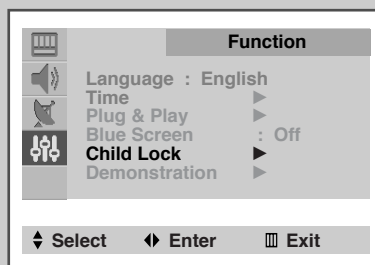 Function
Language : English
Time ►
Plug & Play ►
Blue Screen : Off
Child Lock ►
Demonstration ►
Select Enter Exit